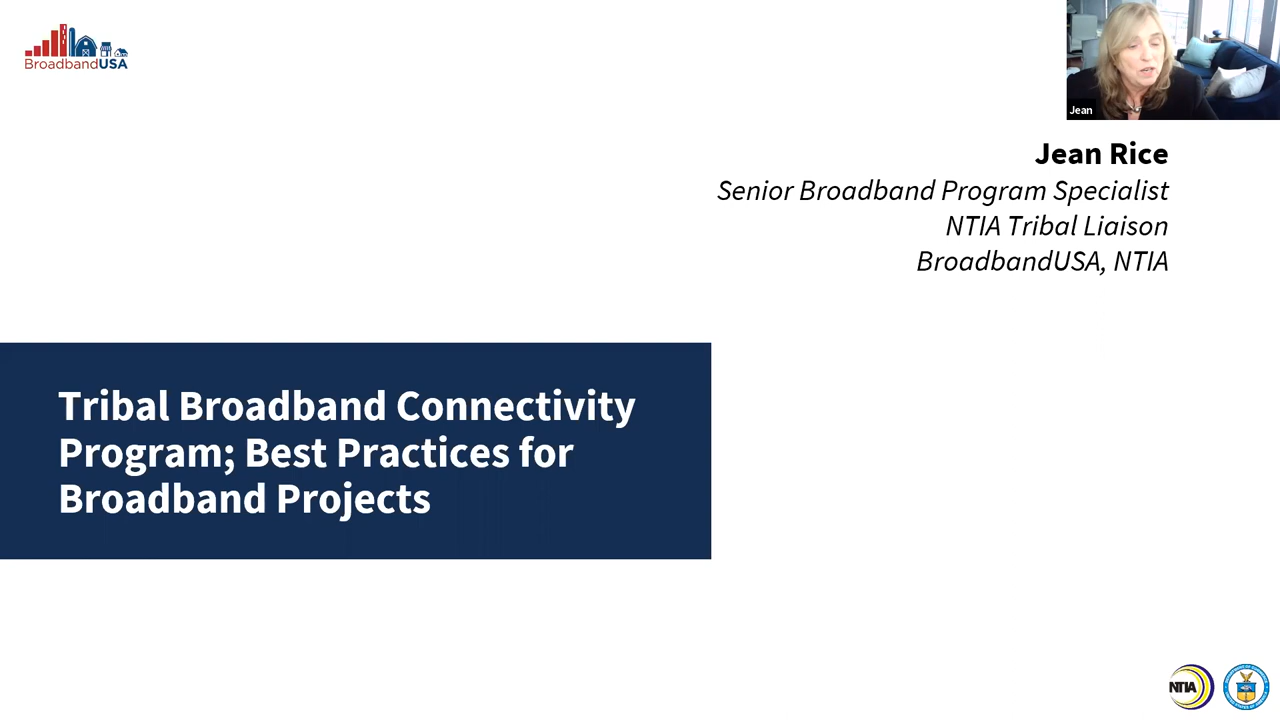 BroadbandUSA
Jean
Jean Rice
Senior Broadband Program Specialist
NTIA Tribal Liaison
BroadbandUSA, NTIA
Tribal Broadband Connectivity
Program; Best Practices for
Broadband Projects
NTIA